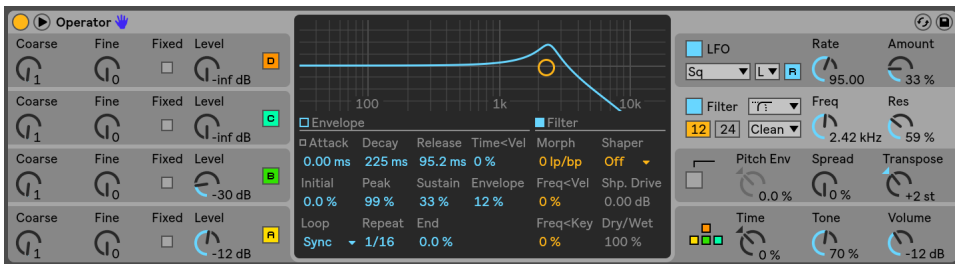 Operator
Coarse Fine Fixed Level
1 0 -inf dB D
Coarse Fine Fixed Level
1 0 -inf dB C
Coarse Fine Fixed Level
1 0 -30 dB B
Coarse Fine Fixed Level
1 0 -12 dB A
100 1k 10k
Envelope Filter
Attack Decay Release Time<Vel Morph Shaper
0.00 ms 225 ms 95.2 ms 0 % 0 lp/bp Off
Initial Peak Sustain Envelope Freq<Vel Shp. Drive
0.0 % 99 % 33 % 12 % 0 % 0.00 dB
Loop Repeat End Freq<Key Dry/Wet
Sync 1/16 0.0 % 0 % 100 %
LFO Rate Amount
Sq L R 95.00 33 %
Filter Freq Res
12 24 Clean 2.42 kHz 59 %
Pitch Env Spread Transpose
0.0 % 0 % +2 st
Time Tone Volume
0 % 70 % -12 dB